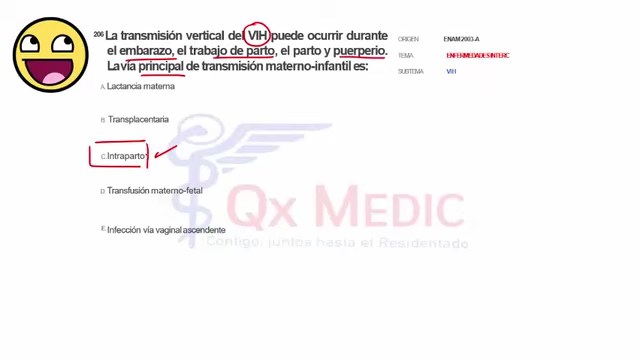 206 La transmisión vertical del VIH puede ocurrir durante
el embarazo, el trabajo de parto, el parto y puerperio.
La vía principal de transmisión materno-infantil es:
A. Lactancia materna
B. Transplacentaria
C. Intraparto
D. Transfusión materno-fetal
E. Infección vía vaginal ascendente
ORIGEN ENAM 2003-A
TEMA ENFERMEDADES INTERC
SUBTEMA VIH
QX MEDIC
Contigo, juntos hasta el Residentado